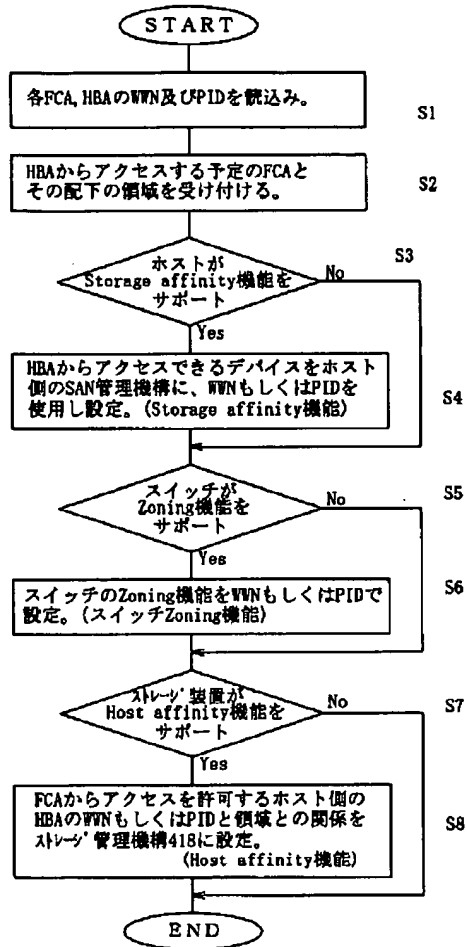 START
各FCA,HBAのWWN及びPIDを読込み。
S1
HBAからアクセスする予定のFCAと
その配下の領域を受け付ける。
S2
ホストが
Storage affinity機能を
サポート
No
S3
Yes
HBAからアクセスできるデバイスをホスト
側のSAN管理機構に、WWNもしくはPIDを
使用し設定。(Storage affinity機能)
S4
スイッチが
Zoning機能を
サポート
No
S5
Yes
スイッチのZoning機能をWWNもしくはPIDで
設定。(スイッチZoning機能)
S6
ｽﾄﾚｰｼﾞ装置が
Host affinity機能を
サポート
No
S7
Yes
FCAからアクセスを許可するホスト側の
HBAのWWNもしくはPIDと領域との関係を
ｽﾄﾚｰｼﾞ管理機構418に設定。
(Host affinity機能)
S8
END